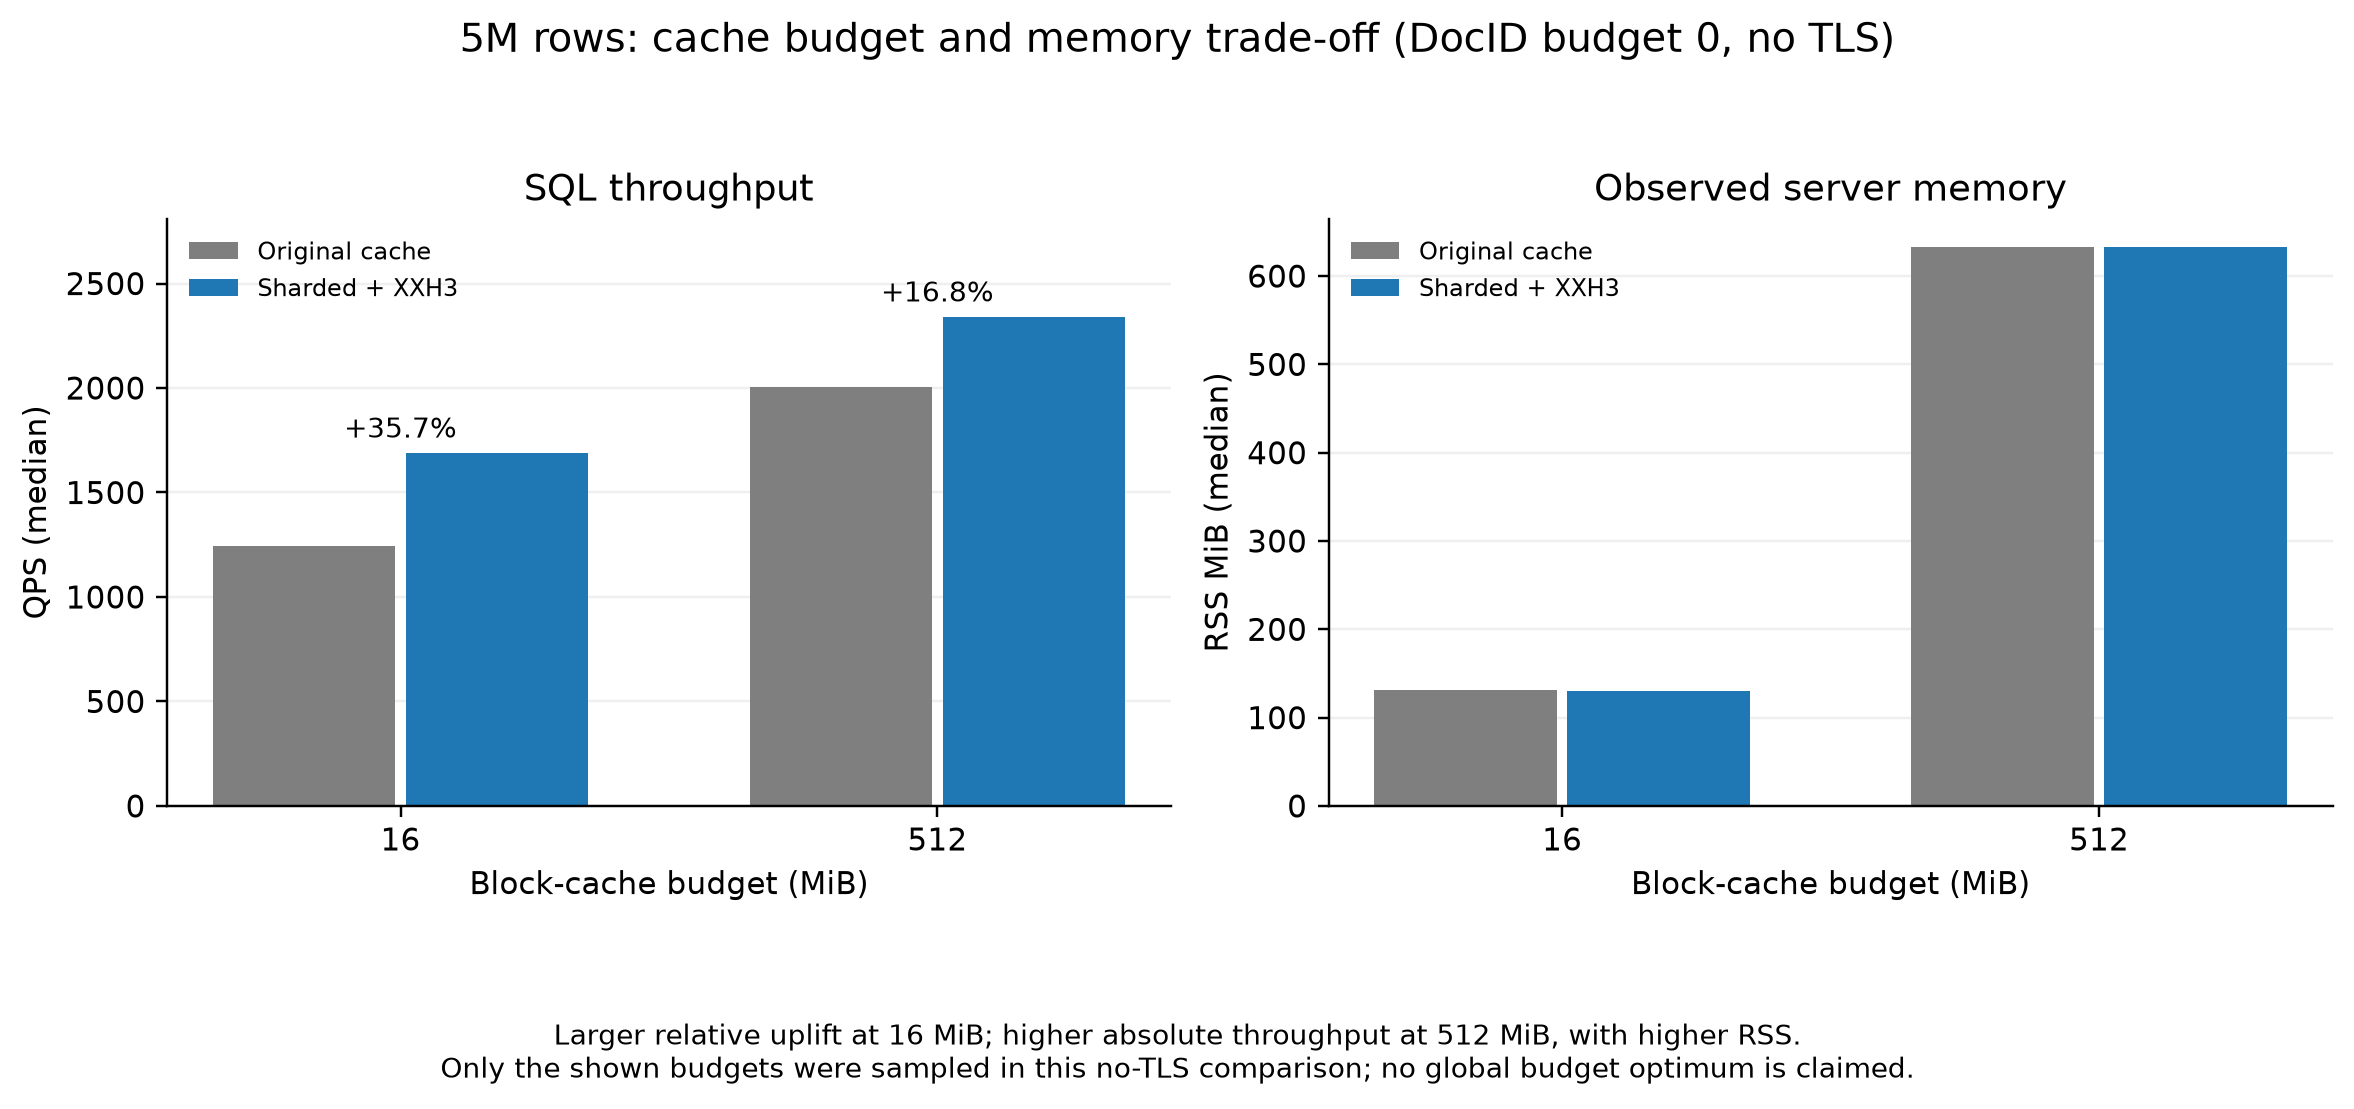 5M rows: cache budget and memory trade-off (DocID budget 0, no TLS)
SQL throughput
Original cache
Sharded + XXH3
+35.7%
+16.8%
QPS (median)
2500
2000
1500
1000
500
0
16
512
Block-cache budget (MiB)
Observed server memory
Original cache
Sharded + XXH3
RSS MiB (median)
600
500
400
300
200
100
0
16
512
Block-cache budget (MiB)
Larger relative uplift at 16 MiB; higher absolute throughput at 512 MiB, with higher RSS.
Only the shown budgets were sampled in this no-TLS comparison; no global budget optimum is claimed.